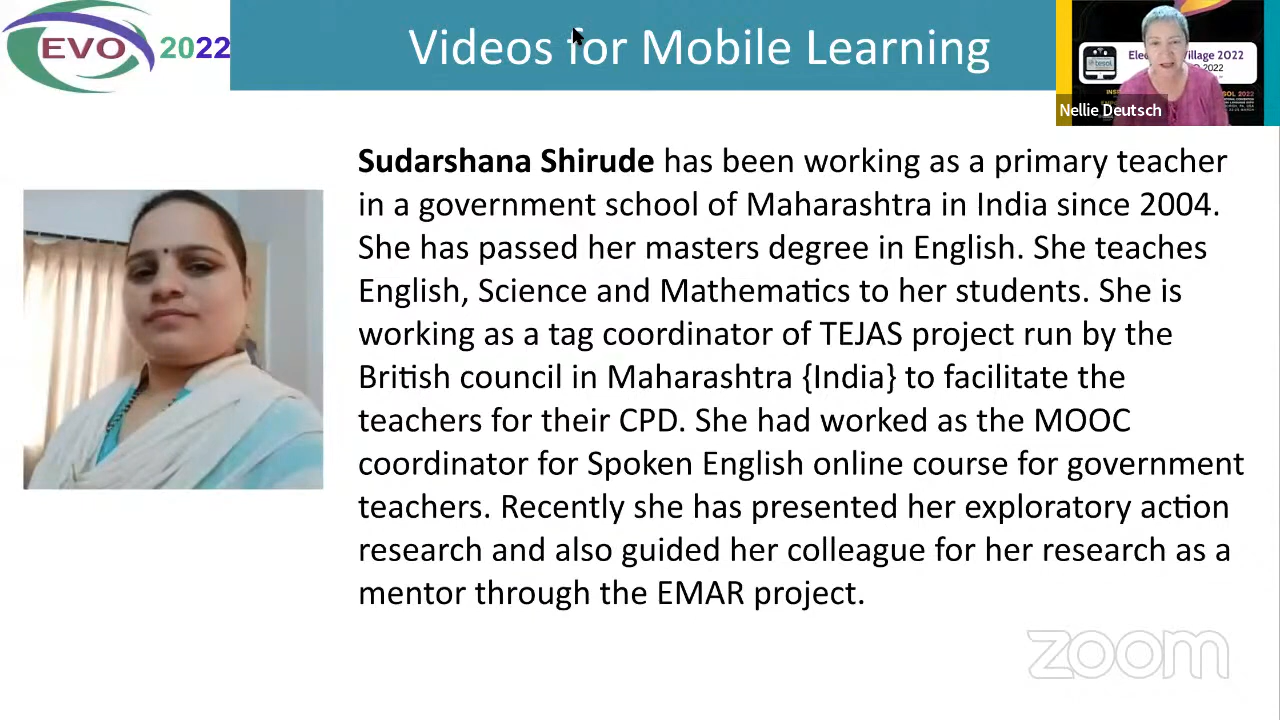 EVO 2022
Videos for Mobile Learning
Nellie Deutsch
Sudarshana Shirude has been working as a primary teacher
in a government school of Maharashtra in India since 2004.
She has passed her masters degree in English. She teaches
English, Science and Mathematics to her students. She is
working as a tag coordinator of TEJAS project run by the
British council in Maharashtra {India} to facilitate the
teachers for their CPD. She had worked as the MOOC
coordinator for Spoken English online course for government
teachers. Recently she has presented her exploratory action
research and also guided her colleague for her research as a
mentor through the EMAR project.
zoom